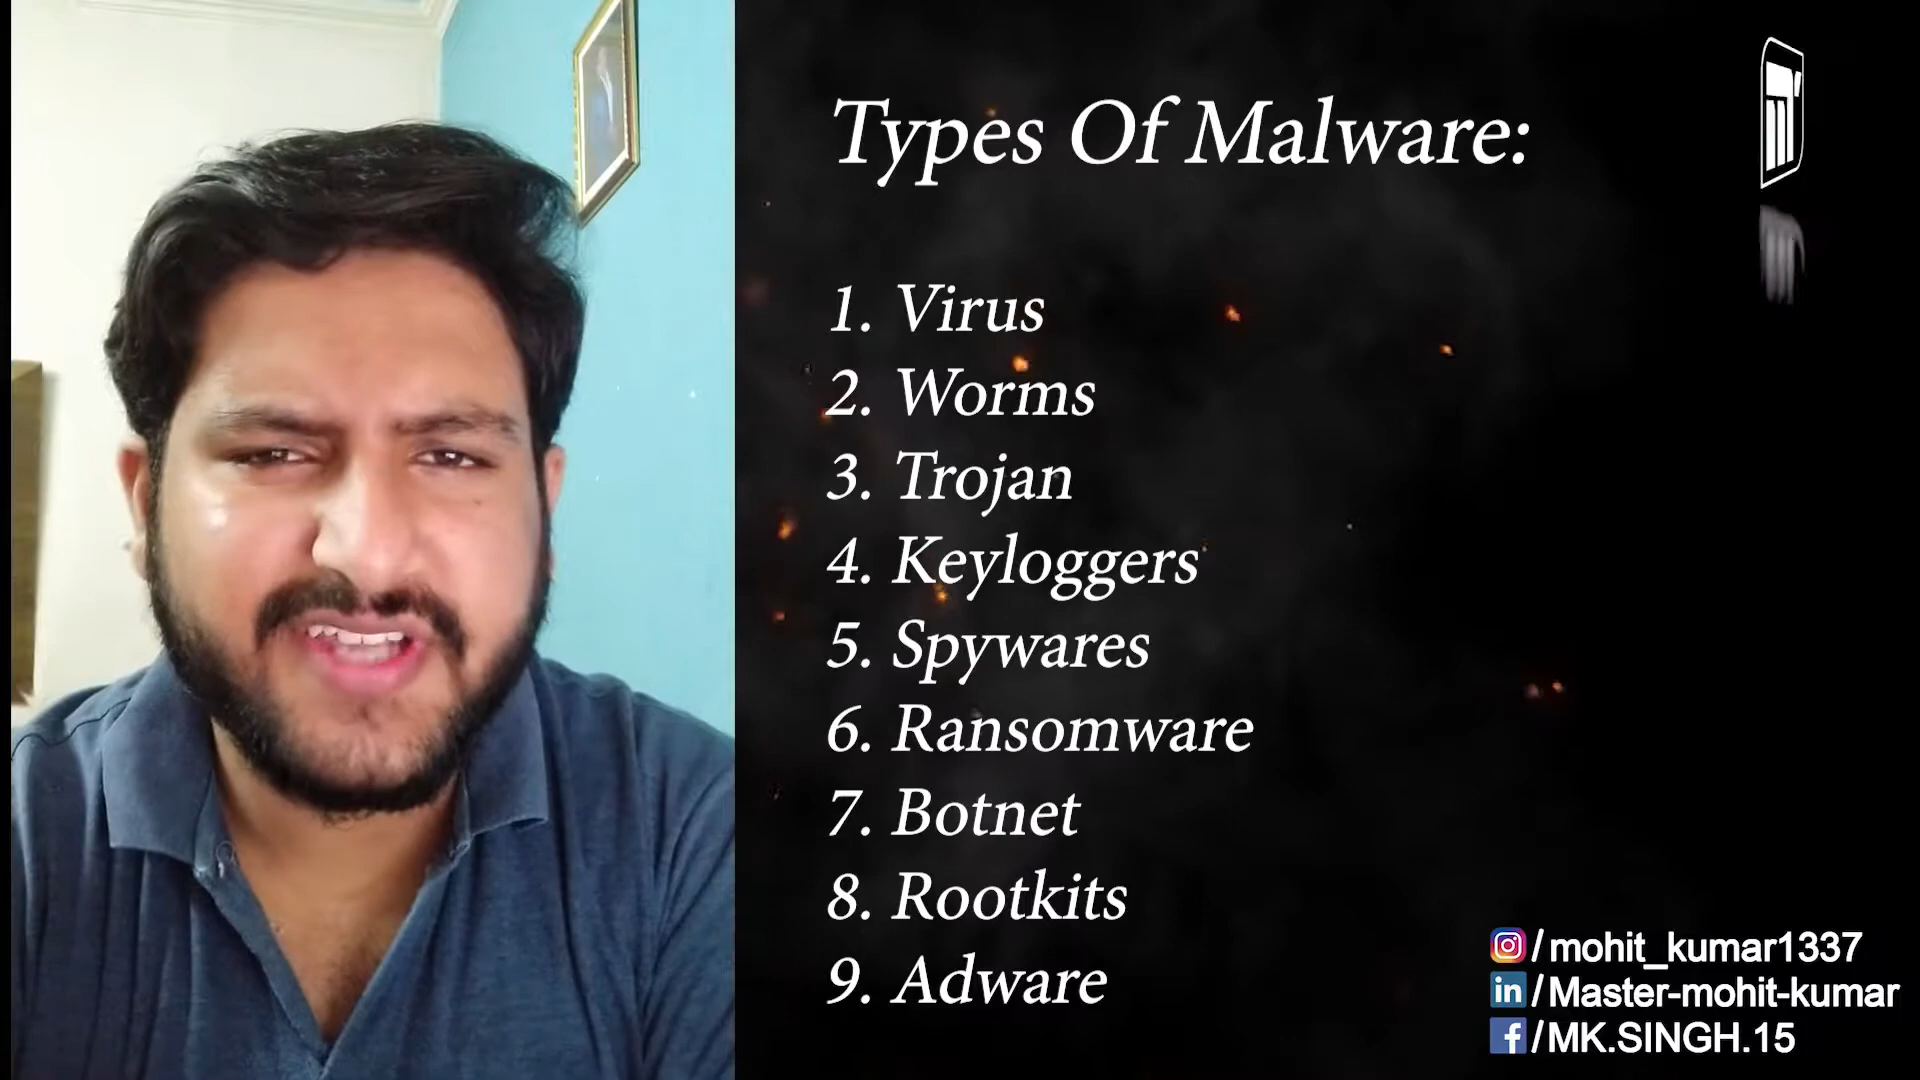 Types Of Malware:
1. Virus
2. Worms
3. Trojan
4. Keyloggers
5. Spywares
6. Ransomware
7. Botnet
8. Rootkits
9. Adware
/mohit_kumar1337
in/Master-mohit-kumar
f/MK.SINGH.15